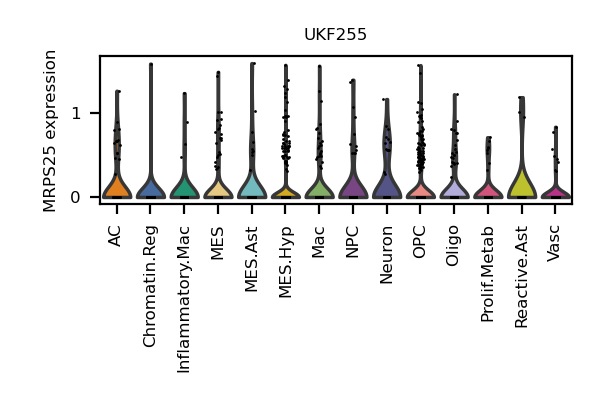 UKF255
MRPS25 expression
1
0
AC
Chromatin.Reg
Inflammatory.Mac
MES
MES.Ast
MES.Hyp
Mac
NPC
Neuron
OPC
Oligo
Prolif.Metab
Reactive.Ast
Vasc